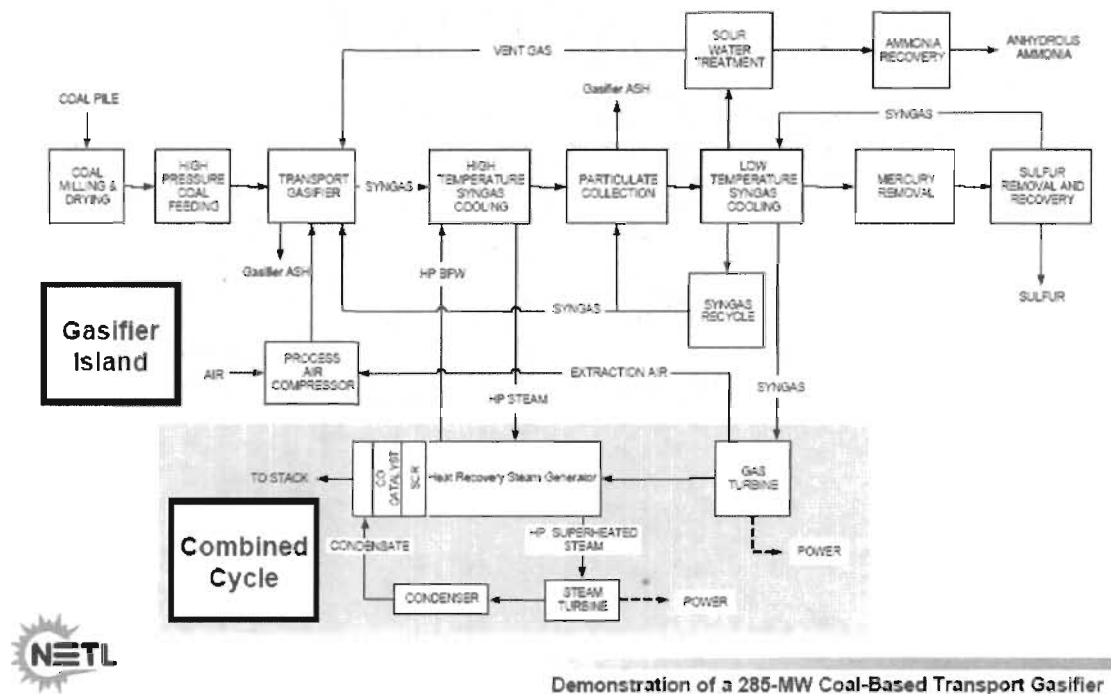 SOUR
WATER
TREATMENT
AMMONIA
RECOVERY
ANHYDROUS
AMMONIA
VENT GAS
Gasifier ASH
SYNGAS
COAL PILE
COAL
MILLING &
DRYING
HIGH
PRESSURE
COAL
FEEDING
TRANSPORT
GASIFIER
SYNGAS
HIGH
TEMPERATURE
SYNGAS
COOLING
PARTICULATE
COLLECTION
LOW
TEMPERATURE
SYNGAS
COOLING
MERCURY
REMOVAL
SULFUR
REMOVAL AND
RECOVERY
Gasifier ASH
HP BFW
SYNGAS
SYNGAS
RECYCLE
SULFUR
Gasifier
Island
AIR
PROCESS
AIR
COMPRESSOR
EXTRACTION AIR
SYNGAS
HP STEAM
TO STACK
CO
CATALYST
SCR
Heat Recovery Steam Generator
GAS
TURBINE
Combined
Cycle
CONDENSATE
HP SUPERHEATED
STEAM
POWER
CONDENSER
STEAM
TURBINE
POWER
NETL
Demonstration of a 285-MW Coal-Based Transport Gasifier